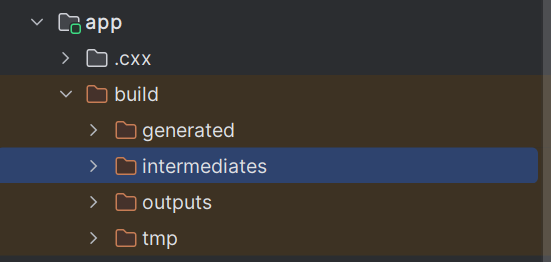 app
.cxx
build
generated
intermediates
outputs
tmp